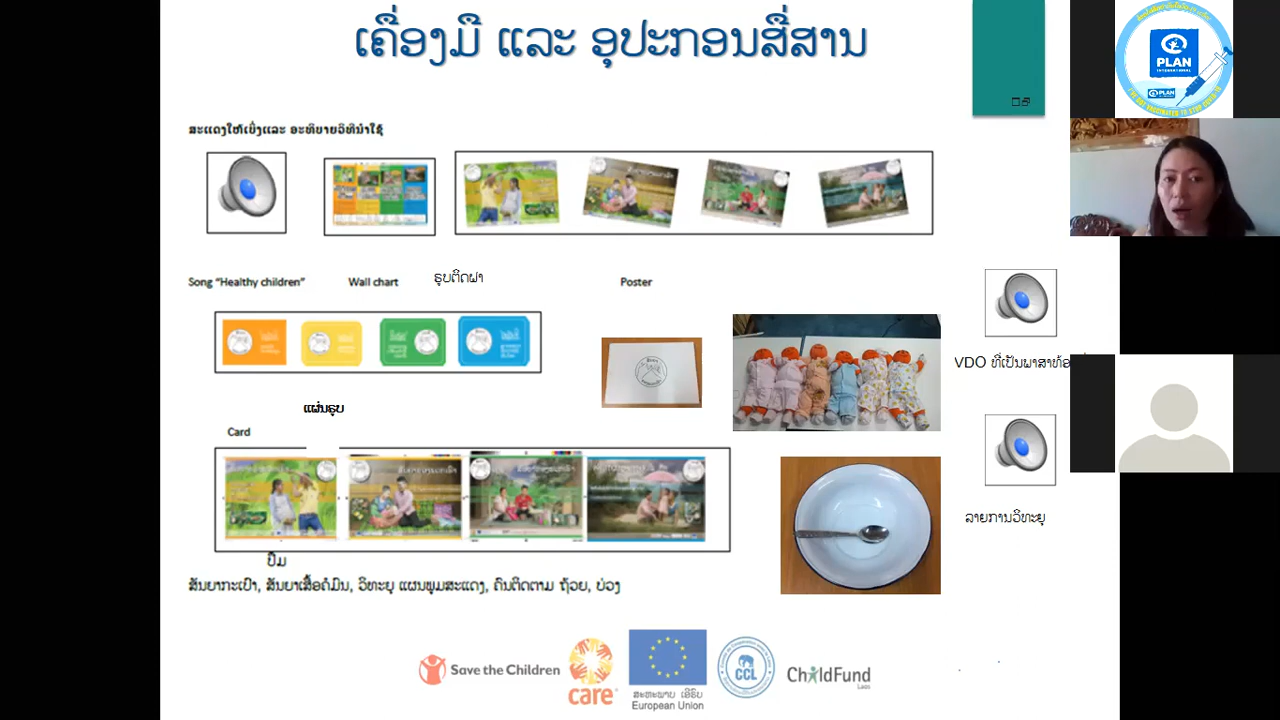 ເຄື່ອງມື ແລະ ອຸປະກອນສື່ສານ
PLAN
INTERNATIONAL
ສະແດງໃຫ້ເບິ່ງແລະ ອະທິບາຍວິທີນຳໃຊ້
Song “Healthy children”
Wall chart
ຮູບຕິດຝາ
Poster
VDO ທີ່ເປັນພາສາທ້ອ
ແຜ່ນຮູບ
Card
ລາຍການວິທະຍຸ
ປຶ້ມ
ສັນຍາກະເປົາ, ສັນຍາເສື້ອຄໍມົນ, ວິທະຍຸ ແຜນພູມສະແດງ, ຄົນຕິດຕາມ ຖ້ວຍ, ບ່ວງ
Save the Children
care
ສະຫະພາບ ເອີຣົບ
European Union
CCL
ChildFund
Laos